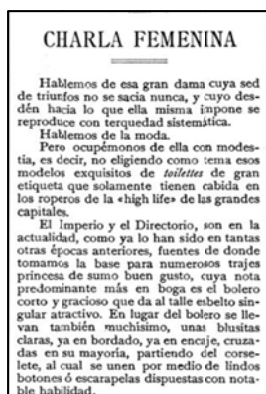 CHARLA FEMENINA
Hablemos de esa gran dama cuya sed
de triunfos no se sacia nunca, y cuyo des-
dén hacia lo que ella misma impone se
reproduce con terquedad sistemática.
Hablemos de la moda.
Pero ocupémonos de ella con modes-
tia, es decir, no eligiendo como tema esos
modelos exquisitos de toilettes de gran
etiqueta que solamente tienen cabida en
los roperos de la «high life» de las grandes
capitales.
El Imperio y el Directorio, son en la
actualidad, como ya lo han sido en tantas
otras épocas anteriores, fuentes de donde
tomamos la base para numerosos trajes
princesa de sumo buen gusto, cuya nota
predominante más en boga es el bolero
corto y gracioso que da al talle esbelto sin-
gular atractivo. En lugar del bolero se lle-
van también muchísimo, unas blusitas
claras, ya en bordado, ya en encaje, cruza-
das en su mayoría, partiendo del corse-
lete, al cual se unen por medio de lindos
botones ó escarapelas dispuestas con nota-
ble habilidad.